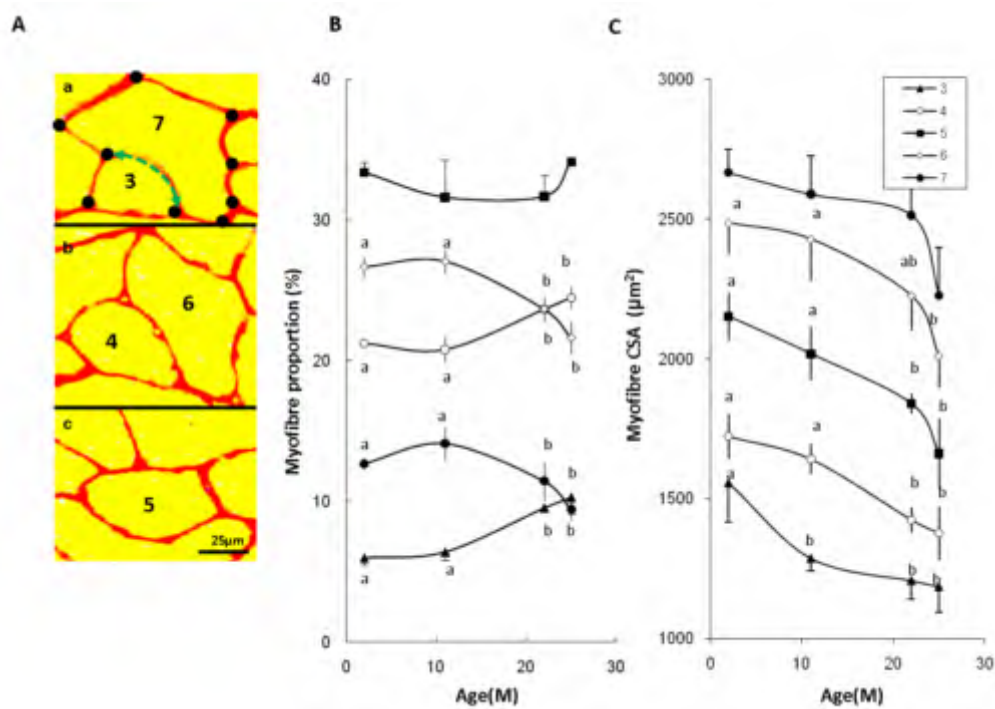 A
B
C
a
7
3
b
6
4
c
5
25µm
Myofibre proportion (%)
40
30
20
10
0
a a b b
a a b b
a a b b
a a b b
0 10 20 30
Age(M)
Myofibre CSA (µm²)
3000
2500
2000
1500
1000
3
4
5
6
7
a a ab b
a a b b
a a b b
a b b b
0 10 20 30
Age(M)